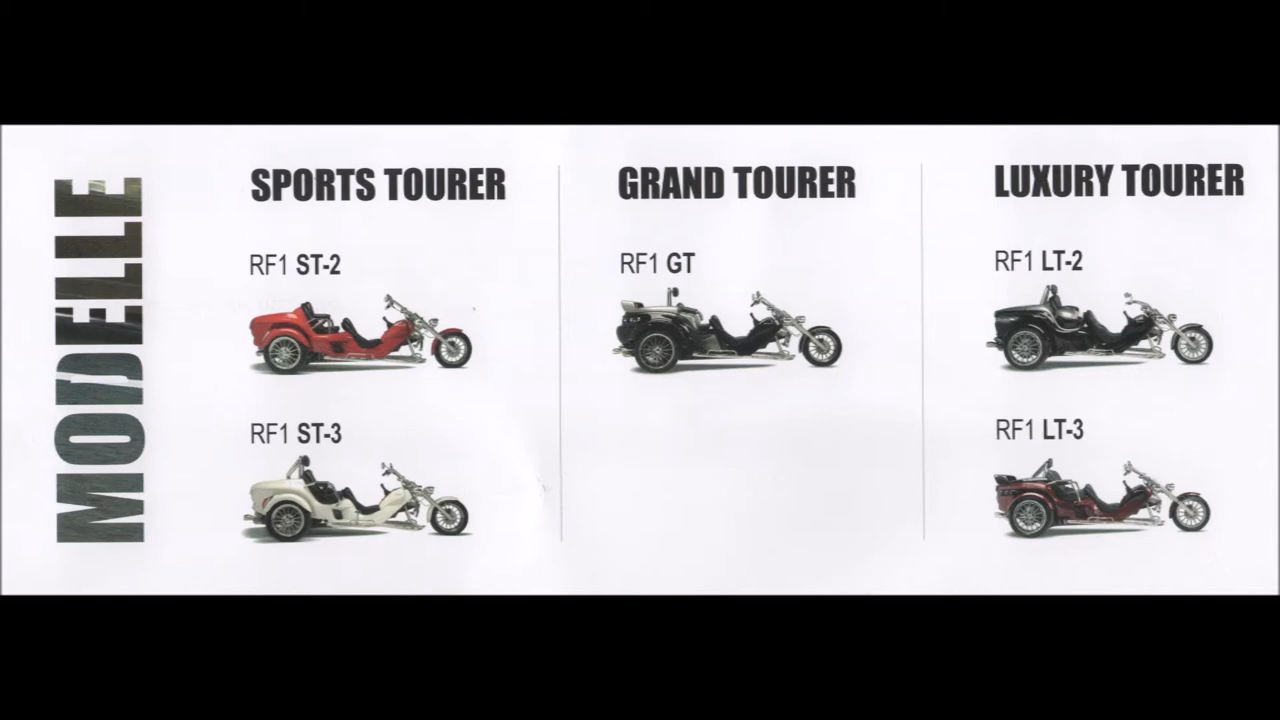 MODELLE
SPORTS TOURER
RF1 ST-2
RF1 ST-3
GRAND TOURER
RF1 GT
LUXURY TOURER
RF1 LT-2
RF1 LT-3